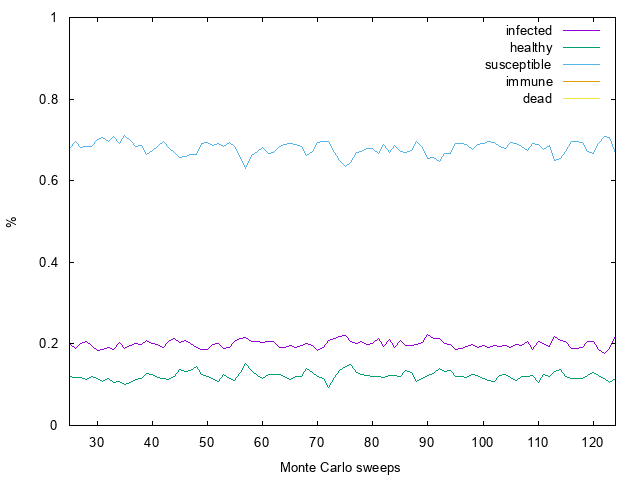 1
infected
healthy
susceptible
immune
dead
0.8
0.6
%
0.4
0.2
0
30 40 50 60 70 80 90 100 110 120
Monte Carlo sweeps